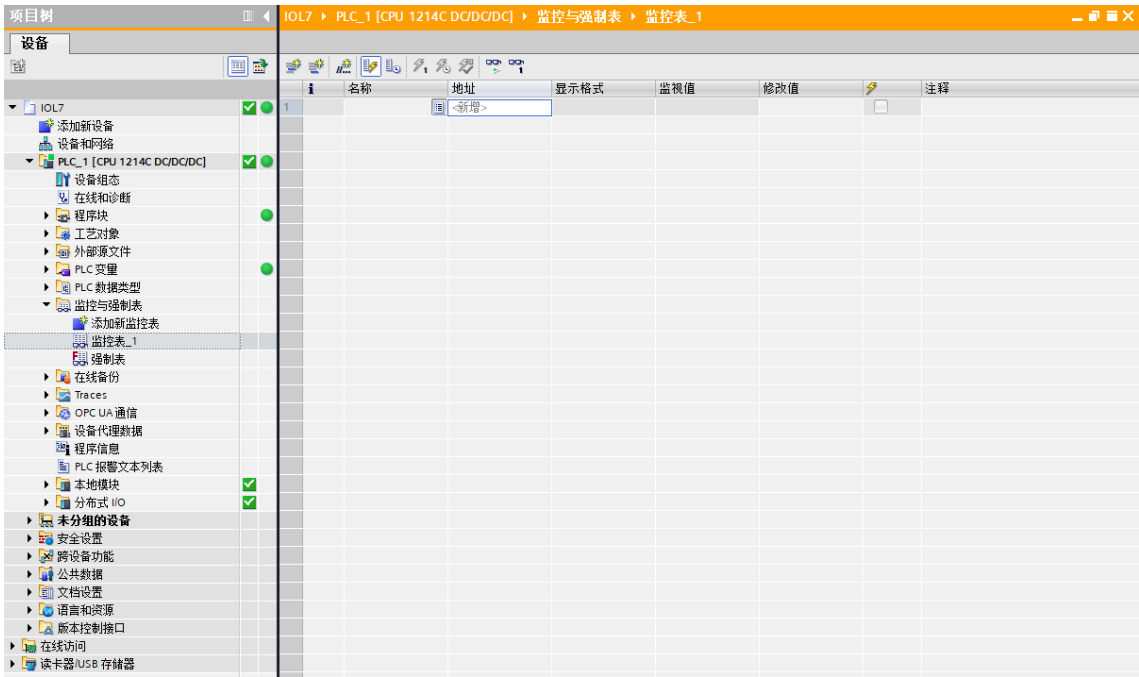 项目树
IOL7 ▸ PLC_1 [CPU 1214C DC/DC/DC] ▸ 监控与强制表 ▸ 监控表_1
设备
i 名称 地址 显示格式 监视值 修改值 注释
1 <新增>
IOL7
添加新设备
设备和网络
PLC_1 [CPU 1214C DC/DC/DC]
设备组态
在线和诊断
程序块
工艺对象
外部源文件
PLC 变量
PLC 数据类型
监控与强制表
添加新监控表
监控表_1
强制表
在线备份
Traces
OPC UA 通信
设备代理数据
程序信息
PLC 报警文本列表
本地模块
分布式 I/O
未分组的设备
安全设置
跨设备功能
公共数据
文档设置
语言和资源
版本控制接口
在线访问
读卡器/USB 存储器